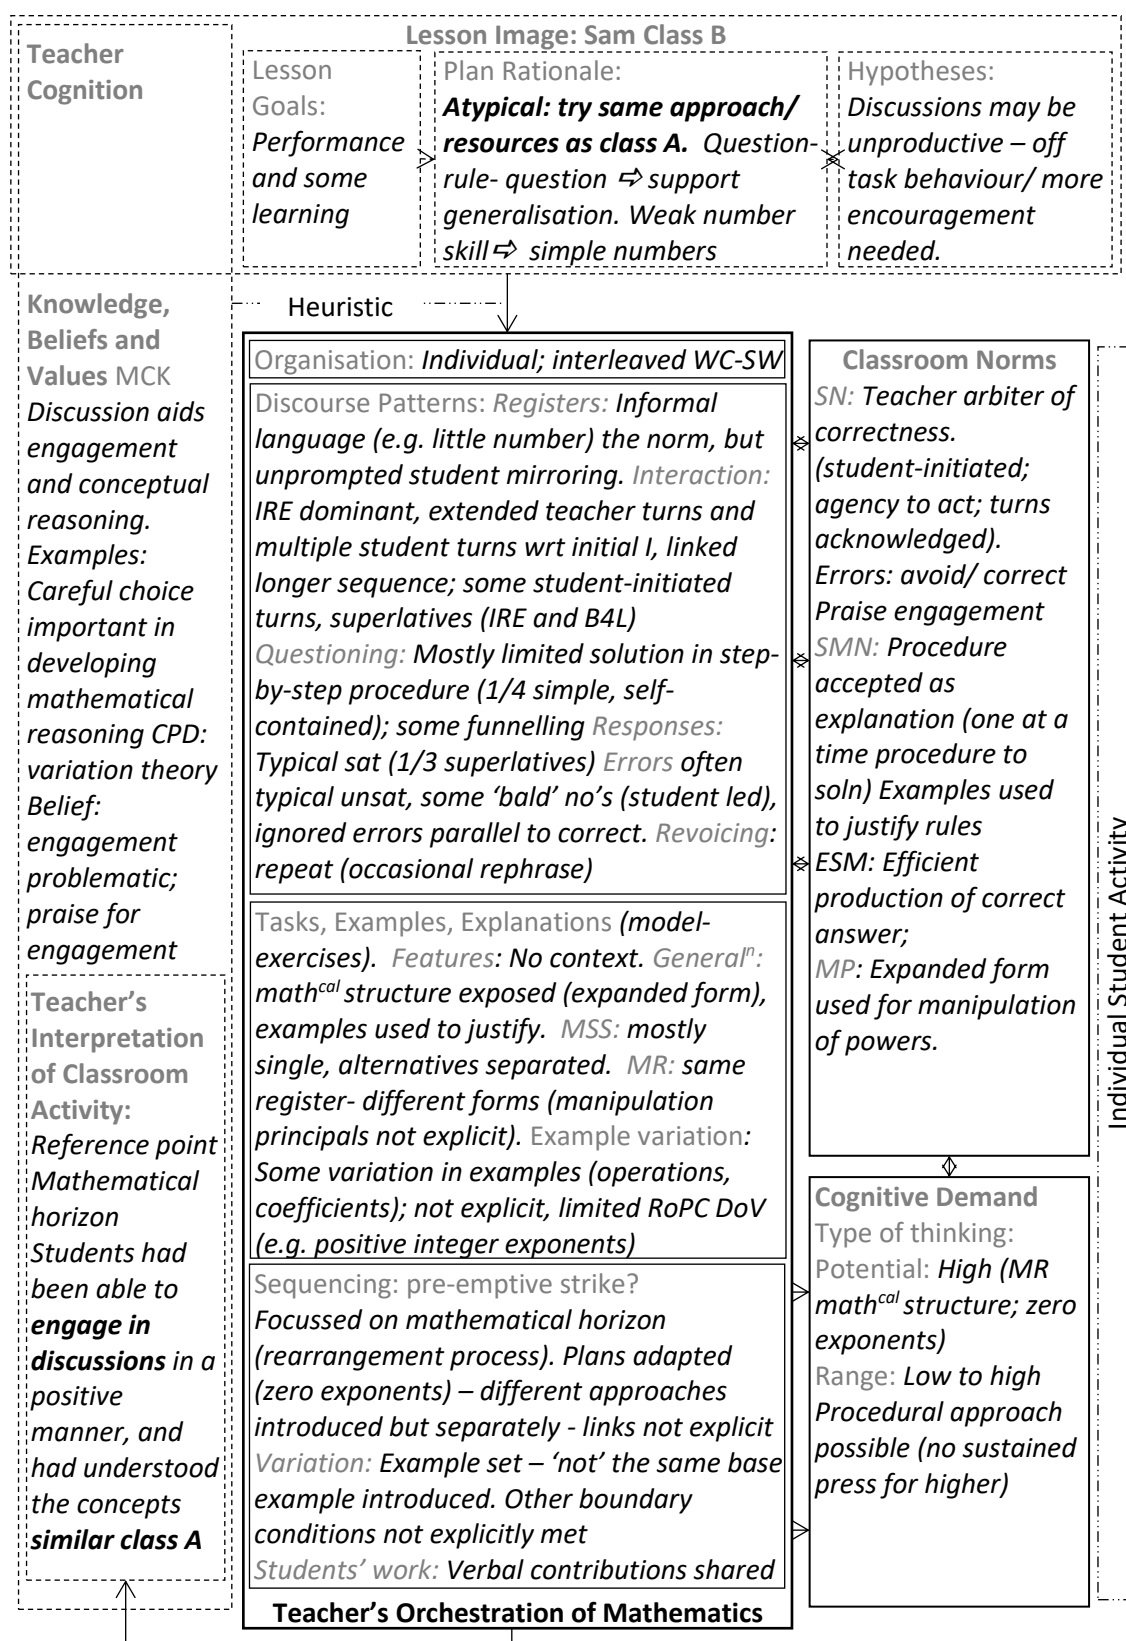 Teacher
Cognition
Lesson Image: Sam Class B
Lesson
Goals:
Performance
and some
learning
Plan Rationale:
Atypical: try same approach/
resources as class A. Question-
rule- question ⇨ support
generalisation. Weak number
skill⇨ simple numbers
Hypotheses:
Discussions may be
unproductive – off
task behaviour/ more
encouragement
needed.
Heuristic
Knowledge,
Beliefs and
Values MCK
Discussion aids
engagement
and conceptual
reasoning.
Examples:
Careful choice
important in
developing
mathematical
reasoning CPD:
variation theory
Belief:
engagement
problematic;
praise for
engagement
Teacher’s
Interpretation
of Classroom
Activity:
Reference point
Mathematical
horizon
Students had
been able to
engage in
discussions in a
positive
manner, and
had understood
the concepts
similar class A
Organisation: Individual; interleaved WC-SW
Discourse Patterns: Registers: Informal
language (e.g. little number) the norm, but
unprompted student mirroring. Interaction:
IRE dominant, extended teacher turns and
multiple student turns wrt initial I, linked
longer sequence; some student-initiated
turns, superlatives (IRE and B4L)
Questioning: Mostly limited solution in step-
by-step procedure (1/4 simple, self-
contained); some funnelling Responses:
Typical sat (1/3 superlatives) Errors often
typical unsat, some ‘bald’ no’s (student led),
ignored errors parallel to correct. Revoicing:
repeat (occasional rephrase)
Tasks, Examples, Explanations (model-
exercises). Features: No context. Generalⁿ:
math^cal structure exposed (expanded form),
examples used to justify. MSS: mostly
single, alternatives separated. MR: same
register- different forms (manipulation
principals not explicit). Example variation:
Some variation in examples (operations,
coefficients); not explicit, limited RoPC DoV
(e.g. positive integer exponents)
Sequencing: pre-emptive strike?
Focussed on mathematical horizon
(rearrangement process). Plans adapted
(zero exponents) – different approaches
introduced but separately - links not explicit
Variation: Example set – ‘not’ the same base
example introduced. Other boundary
conditions not explicitly met
Students’ work: Verbal contributions shared
Teacher’s Orchestration of Mathematics
Classroom Norms
SN: Teacher arbiter of
correctness.
(student-initiated;
agency to act; turns
acknowledged).
Errors: avoid/ correct
Praise engagement
SMN: Procedure
accepted as
explanation (one at a
time procedure to
soln) Examples used
to justify rules
ESM: Efficient
production of correct
answer;
MP: Expanded form
used for manipulation
of powers.
Cognitive Demand
Type of thinking:
Potential: High (MR
math^cal structure; zero
exponents)
Range: Low to high
Procedural approach
possible (no sustained
press for higher)
Individual Student Activity